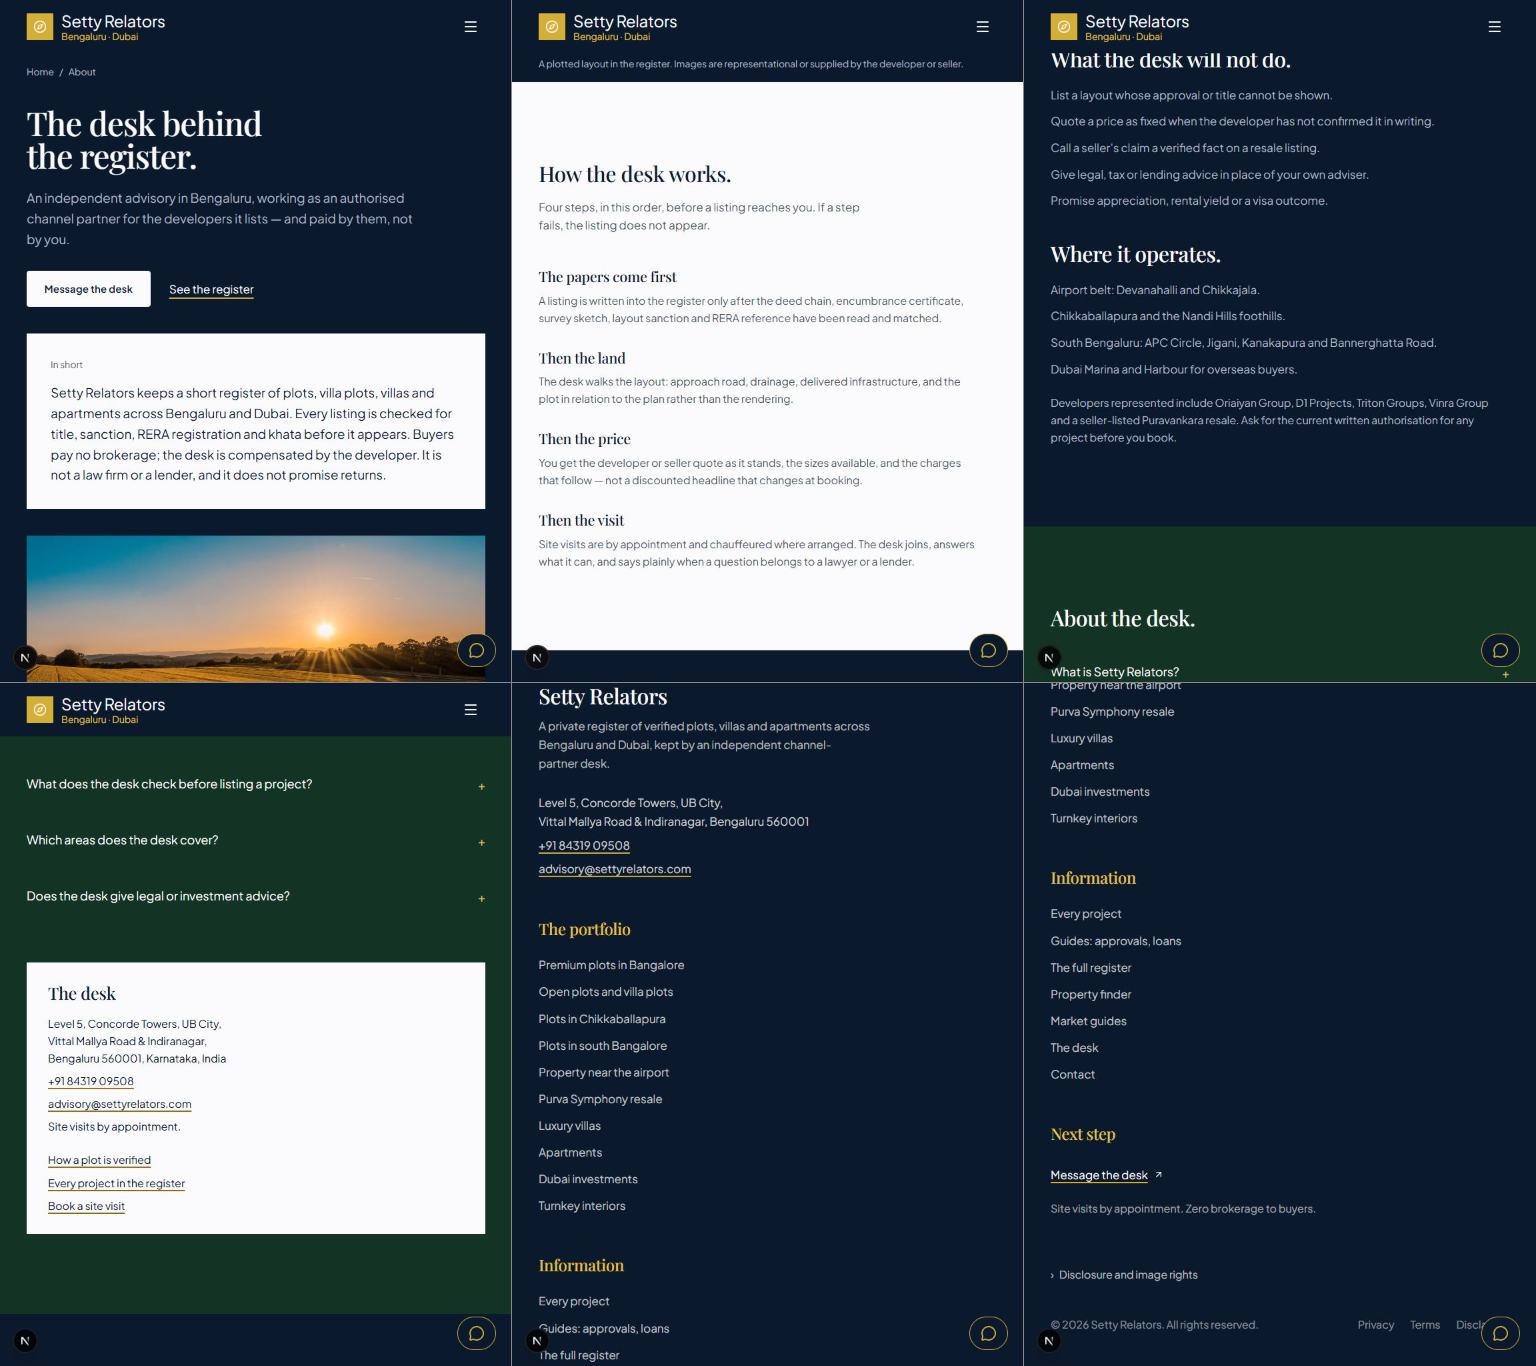 Setty Relators
Bengaluru · Dubai
Home / About
The desk behind
the register.
An independent advisory in Bengaluru, working as an authorised
channel partner for the developers it lists — and paid by them, not
by you.
Message the desk
See the register
In short
Setty Relators keeps a short register of plots, villa plots, villas and
apartments across Bengaluru and Dubai. Every listing is checked for
title, sanction, RERA registration and khata before it appears. Buyers
pay no brokerage; the desk is compensated by the developer. It is
not a law firm or a lender, and it does not promise returns.
N
Setty Relators
Bengaluru · Dubai
A plotted layout in the register. Images are representational or supplied by the developer or seller.
How the desk works.
Four steps, in this order, before a listing reaches you. If a step
fails, the listing does not appear.
The papers come first
A listing is written into the register only after the deed chain, encumbrance certificate,
survey sketch, layout sanction and RERA reference have been read and matched.
Then the land
The desk walks the layout: approach road, drainage, delivered infrastructure, and the
plot in relation to the plan rather than the rendering.
Then the price
You get the developer or seller quote as it stands, the sizes available, and the charges
that follow — not a discounted headline that changes at booking.
Then the visit
Site visits are by appointment and chauffeured where arranged. The desk joins, answers
what it can, and says plainly when a question belongs to a lawyer or a lender.
N
Setty Relators
Bengaluru · Dubai
What the desk will not do.
List a layout whose approval or title cannot be shown.
Quote a price as fixed when the developer has not confirmed it in writing.
Call a seller's claim a verified fact on a resale listing.
Give legal, tax or lending advice in place of your own adviser.
Promise appreciation, rental yield or a visa outcome.
Where it operates.
Airport belt: Devanahalli and Chikkajala.
Chikkaballapura and the Nandi Hills foothills.
South Bengaluru: APC Circle, Jigani, Kanakapura and Bannerghatta Road.
Dubai Marina and Harbour for overseas buyers.
Developers represented include Oriaiyan Group, D1 Projects, Triton Groups, Vinra Group
and a seller-listed Puravankara resale. Ask for the current written authorisation for any
project before you book.
About the desk.
What is Setty Relators?
+
N
Setty Relators
Bengaluru · Dubai
What does the desk check before listing a project?
+
Which areas does the desk cover?
+
Does the desk give legal or investment advice?
+
The desk
Level 5, Concorde Towers, UB City,
Vittal Mallya Road & Indiranagar,
Bengaluru 560001, Karnataka, India
+91 84319 09508
advisory@settyrelators.com
Site visits by appointment.
How a plot is verified
Every project in the register
Book a site visit
N
Setty Relators
A private register of verified plots, villas and apartments across
Bengaluru and Dubai, kept by an independent channel-
partner desk.
Level 5, Concorde Towers, UB City,
Vittal Mallya Road & Indiranagar, Bengaluru 560001
+91 84319 09508
advisory@settyrelators.com
The portfolio
Premium plots in Bangalore
Open plots and villa plots
Plots in Chikkaballapura
Plots in south Bangalore
Property near the airport
Purva Symphony resale
Luxury villas
Apartments
Dubai investments
Turnkey interiors
Information
Every project
Guides: approvals, loans
The full register
N
Property near the airport
Purva Symphony resale
Luxury villas
Apartments
Dubai investments
Turnkey interiors
Information
Every project
Guides: approvals, loans
The full register
Property finder
Market guides
The desk
Contact
Next step
Message the desk ↗
Site visits by appointment. Zero brokerage to buyers.
› Disclosure and image rights
© 2026 Setty Relators. All rights reserved.
Privacy Terms
N